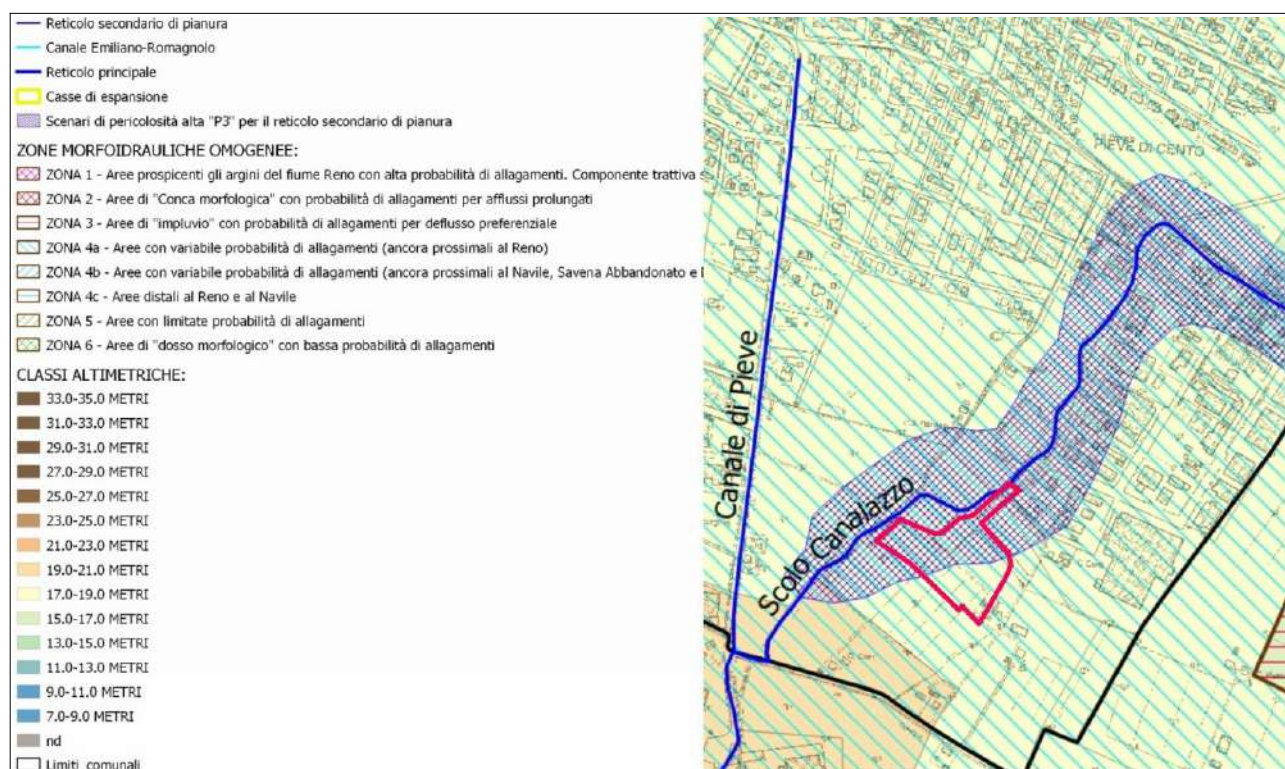 Reticolo secondario di pianura
Canale Emiliano-Romagnolo
Reticolo principale
Casse di espansione
Scenari di pericolosità alta "P3" per il reticolo secondario di pianura
ZONE MORFOIDRAULICHE OMOGENEE:
ZONA 1 - Aree prospicenti gli argini del fiume Reno con alta probabilità di allagamenti. Componente trattiva s
ZONA 2 - Aree di "Conca morfologica" con probabilità di allagamenti per afflussi prolungati
ZONA 3 - Aree di "impluvio" con probabilità di allagamenti per deflusso preferenziale
ZONA 4a - Aree con variabile probabilità di allagamenti (ancora prossimali al Reno)
ZONA 4b - Aree con variabile probabilità di allagamenti (ancora prossimali al Navile, Savena Abbandonato e
ZONA 4c - Aree distali al Reno e al Navile
ZONA 5 - Aree con limitate probabilità di allagamenti
ZONA 6 - Aree di "dosso morfologico" con bassa probabilità di allagamenti
CLASSI ALTIMETRICHE:
33.0-35.0 METRI
31.0-33.0 METRI
29.0-31.0 METRI
27.0-29.0 METRI
25.0-27.0 METRI
23.0-25.0 METRI
21.0-23.0 METRI
19.0-21.0 METRI
17.0-19.0 METRI
15.0-17.0 METRI
13.0-15.0 METRI
11.0-13.0 METRI
9.0-11.0 METRI
7.0-9.0 METRI
nd
Limiti comunali
PIEVE DI CENTO
Canale di Pieve
Scolo Canalazzo